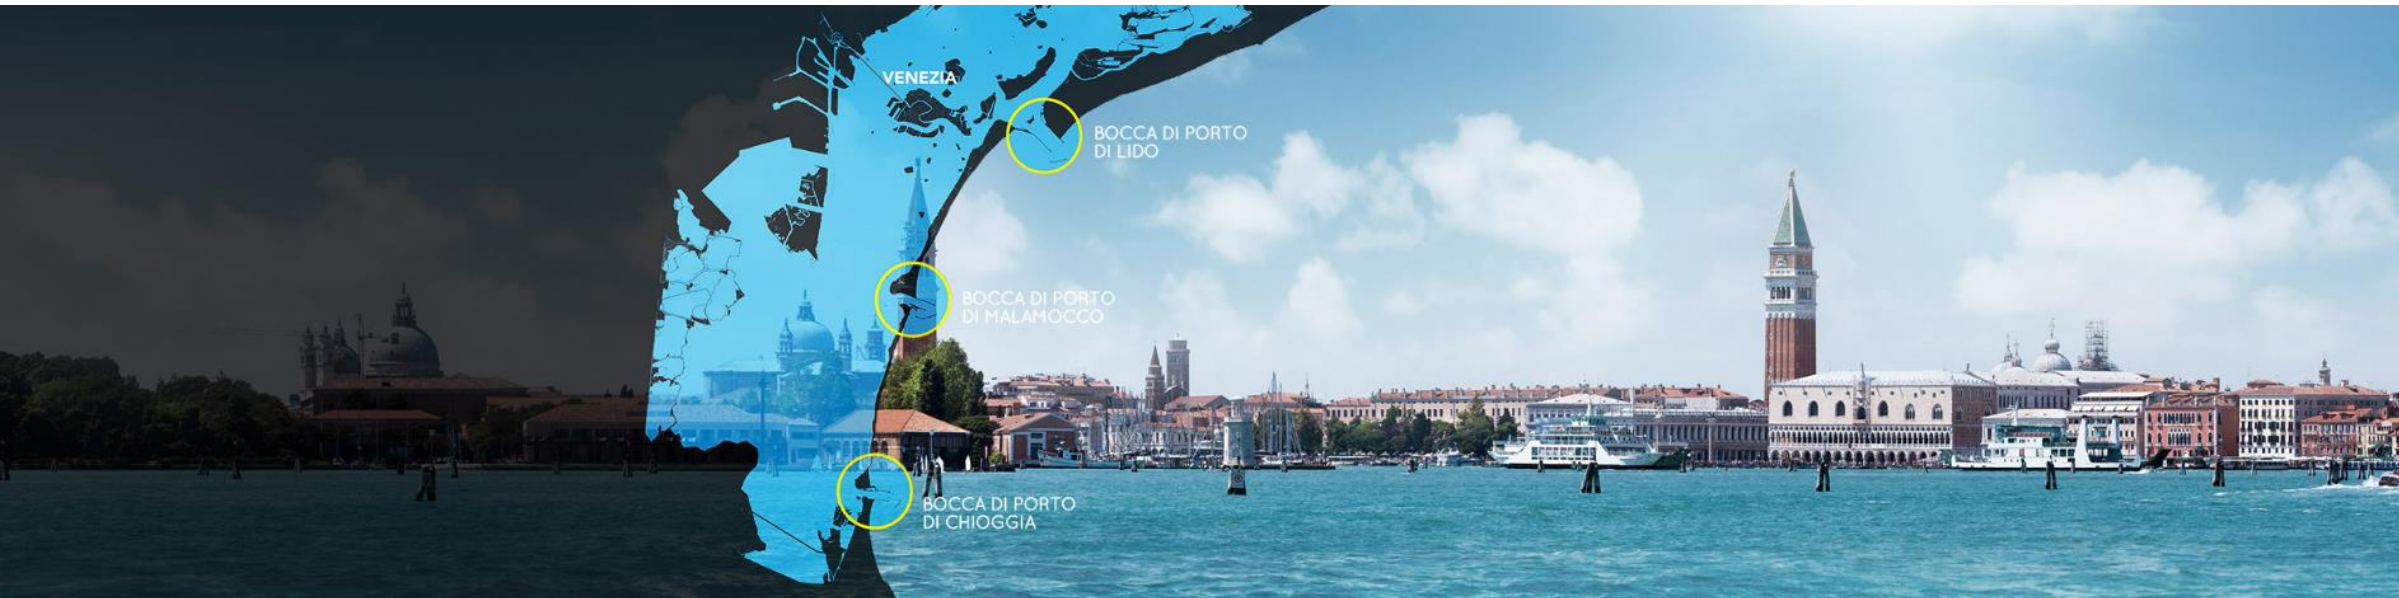 VENEZIA
BOCCA DI PORTO
DI LIDO
BOCCA DI PORTO
DI MALAMOCCO
BOCCA DI PORTO
DI CHIOGGIA